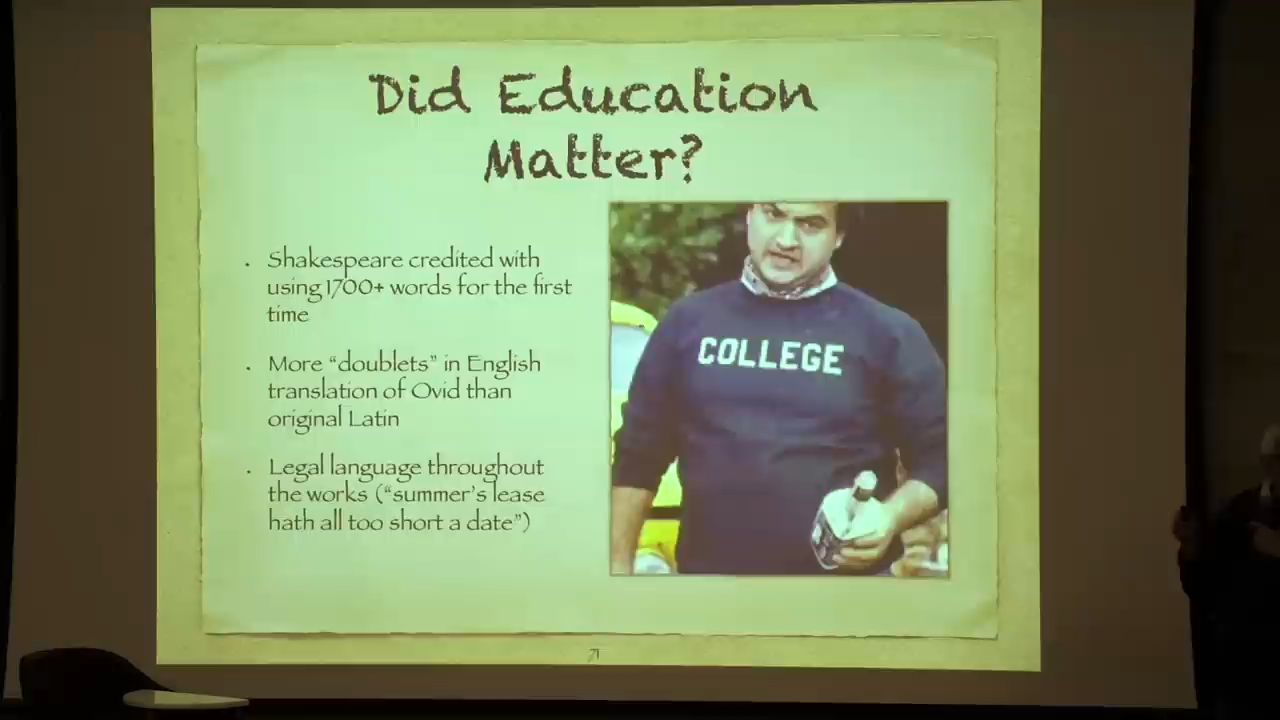 Did Education
Matter?
• Shakespeare credited with
using 1700+ words for the first
time
• More “doublets” in English
translation of Ovid than
original Latin
• Legal language throughout
the works (“summer’s lease
hath all too short a date”)
COLLEGE
71